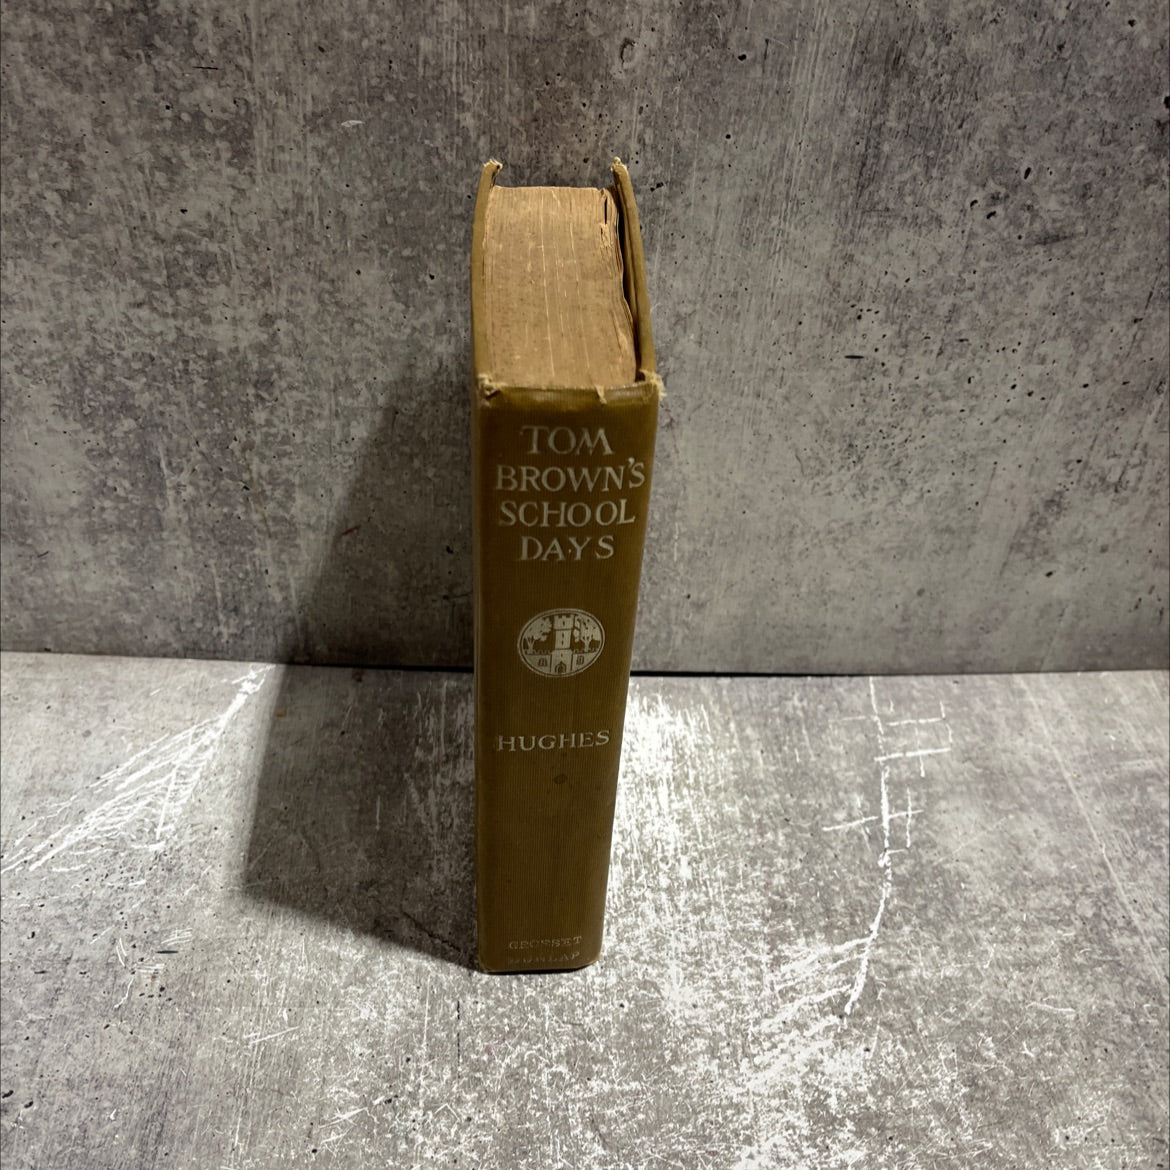 TOM
BROWN'S
SCHOOL
DAYS
HUGHES
GROSSET
DUNLAP